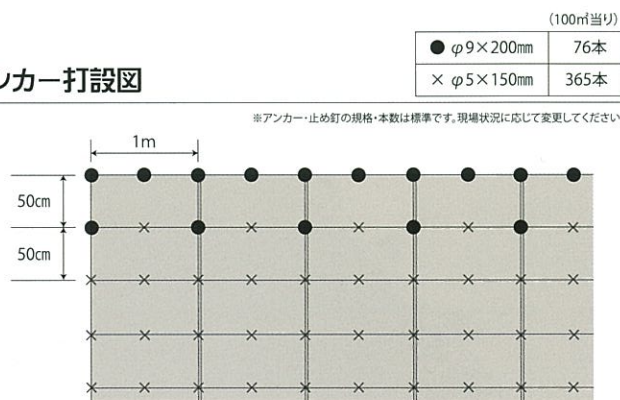 (100㎡当り)
● φ9×200㎜ 76本
× φ5×150㎜ 365本
ンカー打設図
※アンカー・止め釘の規格・本数は標準です。現場状況に応じて変更してください
1m
50㎝
50㎝